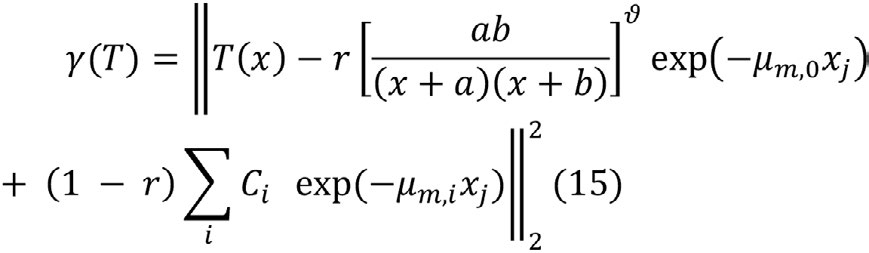 γ(T) = ‖T(x) − r [ab / (x + a)(x + b)]^ϑ exp(−μ_{m,0}x_j)
+ (1 − r) ∑_i C_i exp(−μ_{m,i}x_j)‖_2^2 (15)